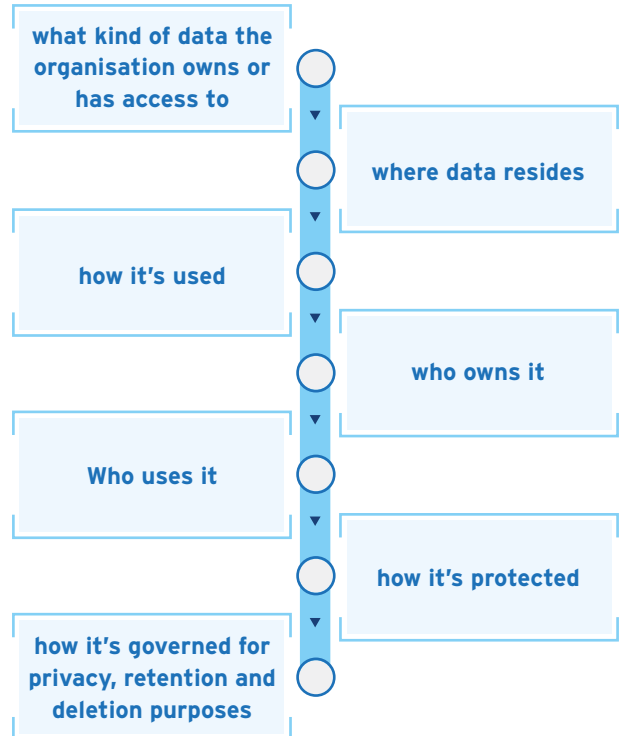 what kind of data the
organisation owns or
has access to
where data resides
how it's used
who owns it
Who uses it
how it's protected
how it's governed for
privacy, retention and
deletion purposes